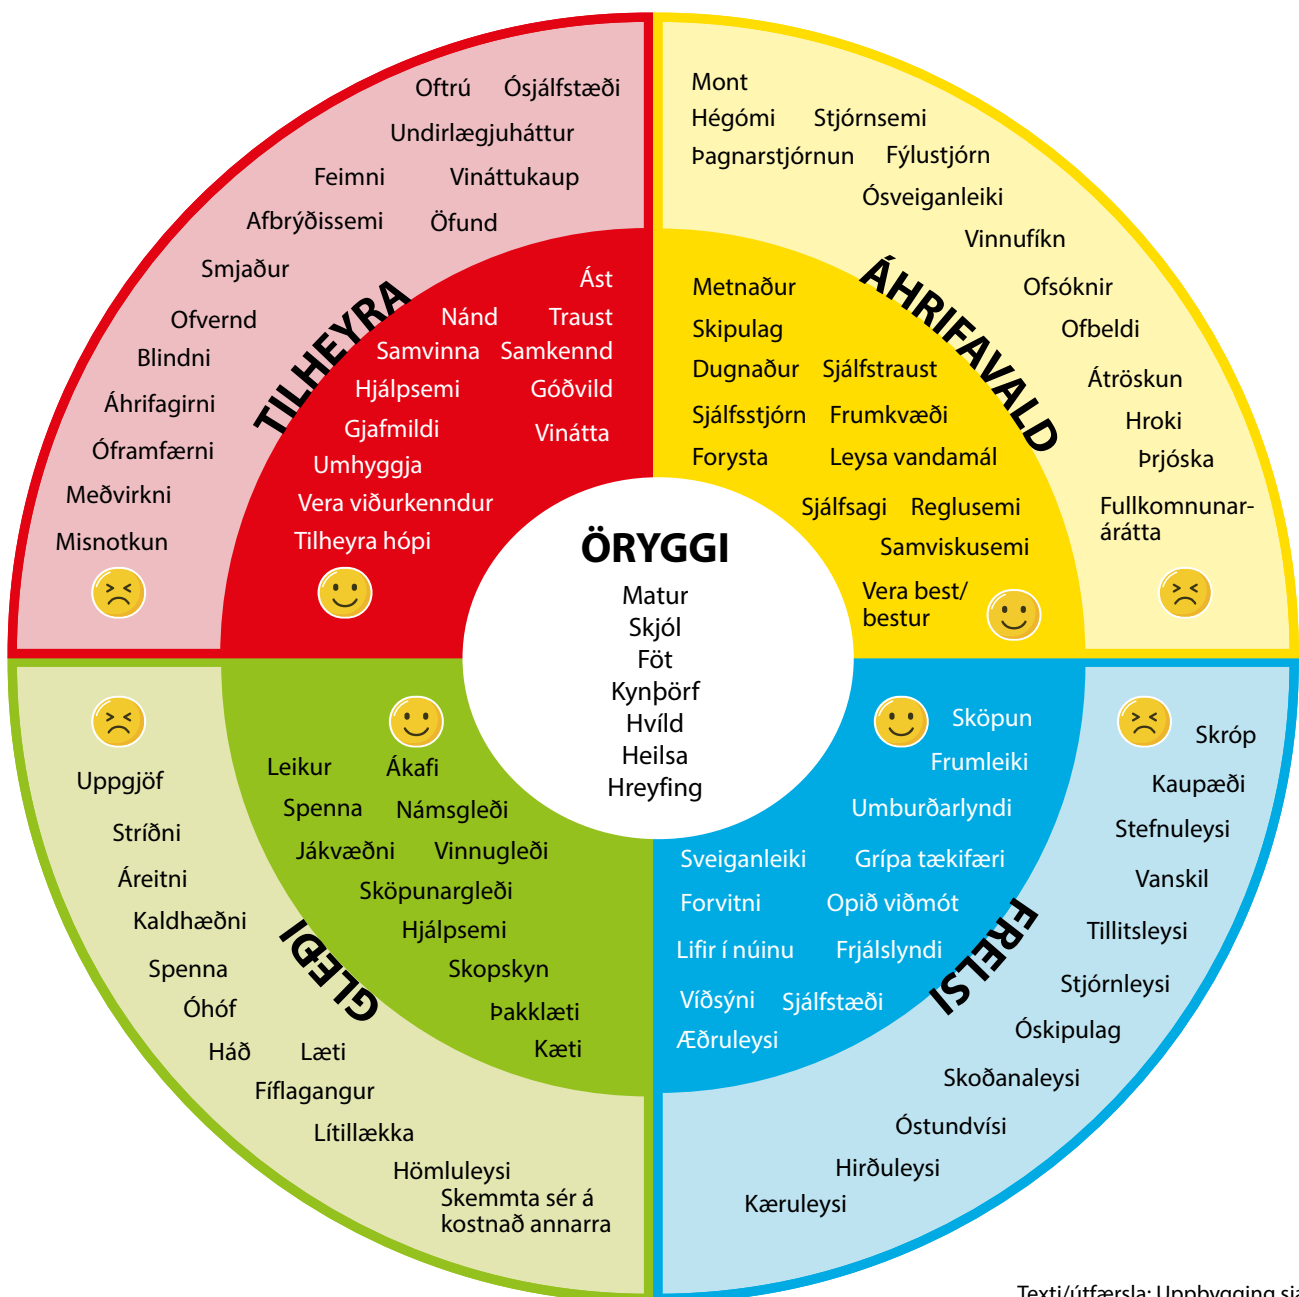 Oftrú Ósjálfstæði
Undirlægjuháttur
Feimni Vináttukaup
Afbrýðissemi Öfund
Smjaður
Ofvernd
Blindni
Áhrifagirni
Óframfærni
Meðvirkni
Misnotkun
TILHEYRA
Ást
Nánd Traust
Samvinna Samkennd
Hjálpsemi Góðvild
Gjafmildi Vinátta
Umhyggja
Vera viðurkenndur
Tilheyra hópi
Mont
Hégómi Stjórnsemi
Þagnarstjórnun Fýlustjórn
Ósveiganleiki
Vinnufíkn
Ofsóknir
Ofbeldi
Átröskun
Hroki
Þrjóska
Fullkomnunar-
árátta
ÁHRIFAVALD
Metnaður
Skipulag
Dugnaður Sjálfstraust
Sjálfsstjórn Frumkvæði
Forysta Leysa vandamál
Sjálfsagi Reglusemi
Samviskusemi
Vera best/
bestur
ÖRYGGI
Matur
Skjól
Föt
Kynþörf
Hvíld
Heilsa
Hreyfing
Uppgjöf
Stríðni
Áreitni
Kaldhæðni
Spenna
Óhóf
Háð Læti
Fíflagangur
Lítillækka
Hömluleysi
Skemmta sér á
kostnað annarra
GLEÐI
Leikur Ákafi
Spenna Námsgleði
Jákvæðni Vinnugleði
Sköpunargleði
Hjálpsemi
Skopskyn
Þakklæti
Kæti
Sköpun
Frumleiki
Umburðarlyndi
Sveiganleiki Grípa tækifæri
Forvitni Opið viðmót
Lifir í núinu Frjálslyndi
Víðsýni Sjálfstæði
Æðruleysi
FRELSI
Skróp
Kaupæði
Stefnuleysi
Vanskil
Tillitsleysi
Stjórnleysi
Óskipulag
Skoðanaleysi
Óstundvísi
Hirðuleysi
Kæruleysi
Texti/útfærsla: Uppbygging